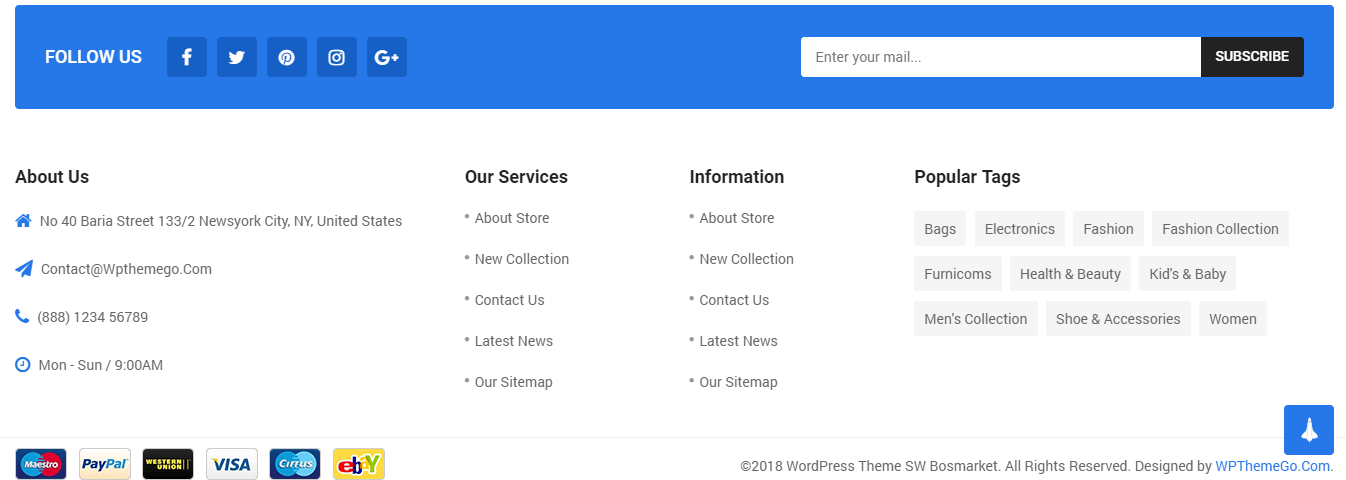 FOLLOW US
Enter your mail...
SUBSCRIBE
About Us
No 40 Baria Street 133/2 Newsyork City, NY, United States
Contact@Wpthemego.Com
(888) 1234 56789
Mon - Sun / 9:00AM
Our Services
About Store
New Collection
Contact Us
Latest News
Our Sitemap
Information
About Store
New Collection
Contact Us
Latest News
Our Sitemap
Popular Tags
Bags Electronics Fashion Fashion Collection
Furnicoms Health & Beauty Kid's & Baby
Men's Collection Shoe & Accessories Women
Maestro PayPal WESTERN UNION VISA Cirrus ebY
©2018 WordPress Theme SW Bosmarket. All Rights Reserved. Designed by WPThemeGo.Com.